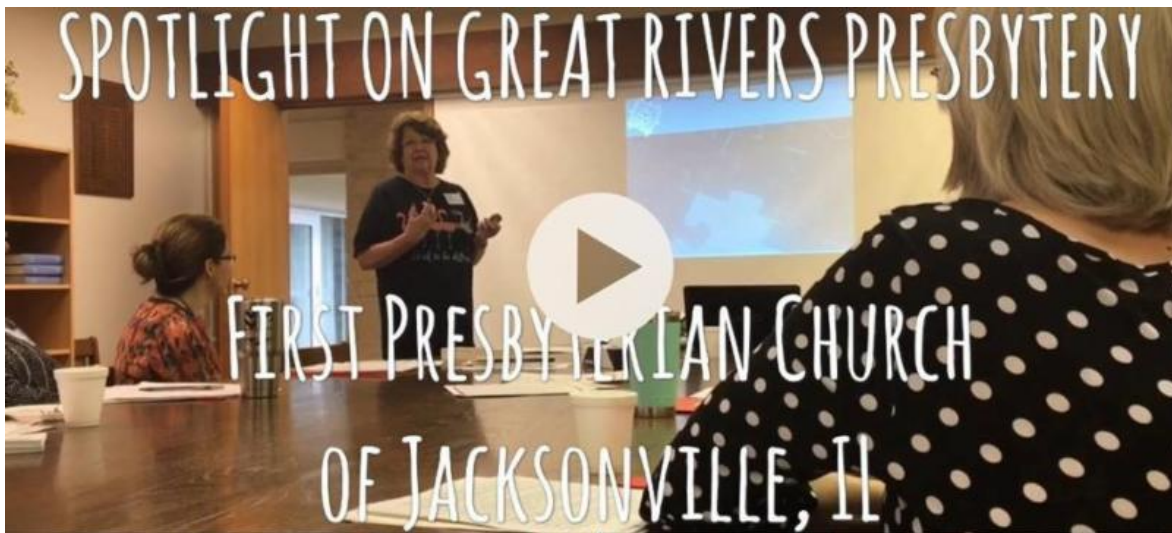 SPOTLIGHT ON GREAT RIVERS PRESBYTERY
FIRST PRESBYTERIAN CHURCH
OF JACKSONVILLE, IL